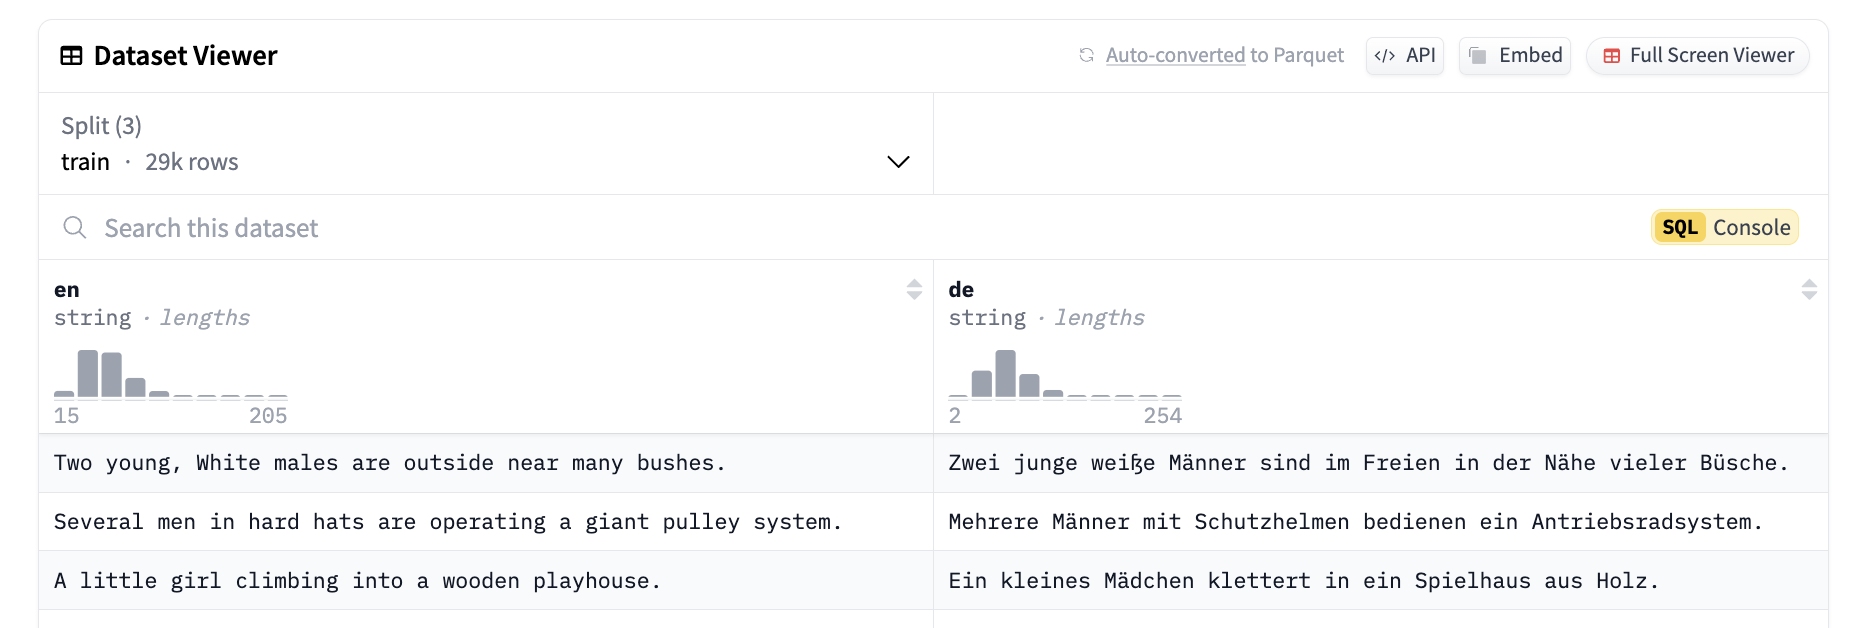 Dataset Viewer
Auto-converted to Parquet
API
Embed
Full Screen Viewer
Split (3)
train · 29k rows
Search this dataset
SQL Console
en
string · lengths
15 205
de
string · lengths
2 254
Two young, White males are outside near many bushes.
Zwei junge weiße Männer sind im Freien in der Nähe vieler Büsche.
Several men in hard hats are operating a giant pulley system.
Mehrere Männer mit Schutzhelmen bedienen ein Antriebsradsystem.
A little girl climbing into a wooden playhouse.
Ein kleines Mädchen klettert in ein Spielhaus aus Holz.